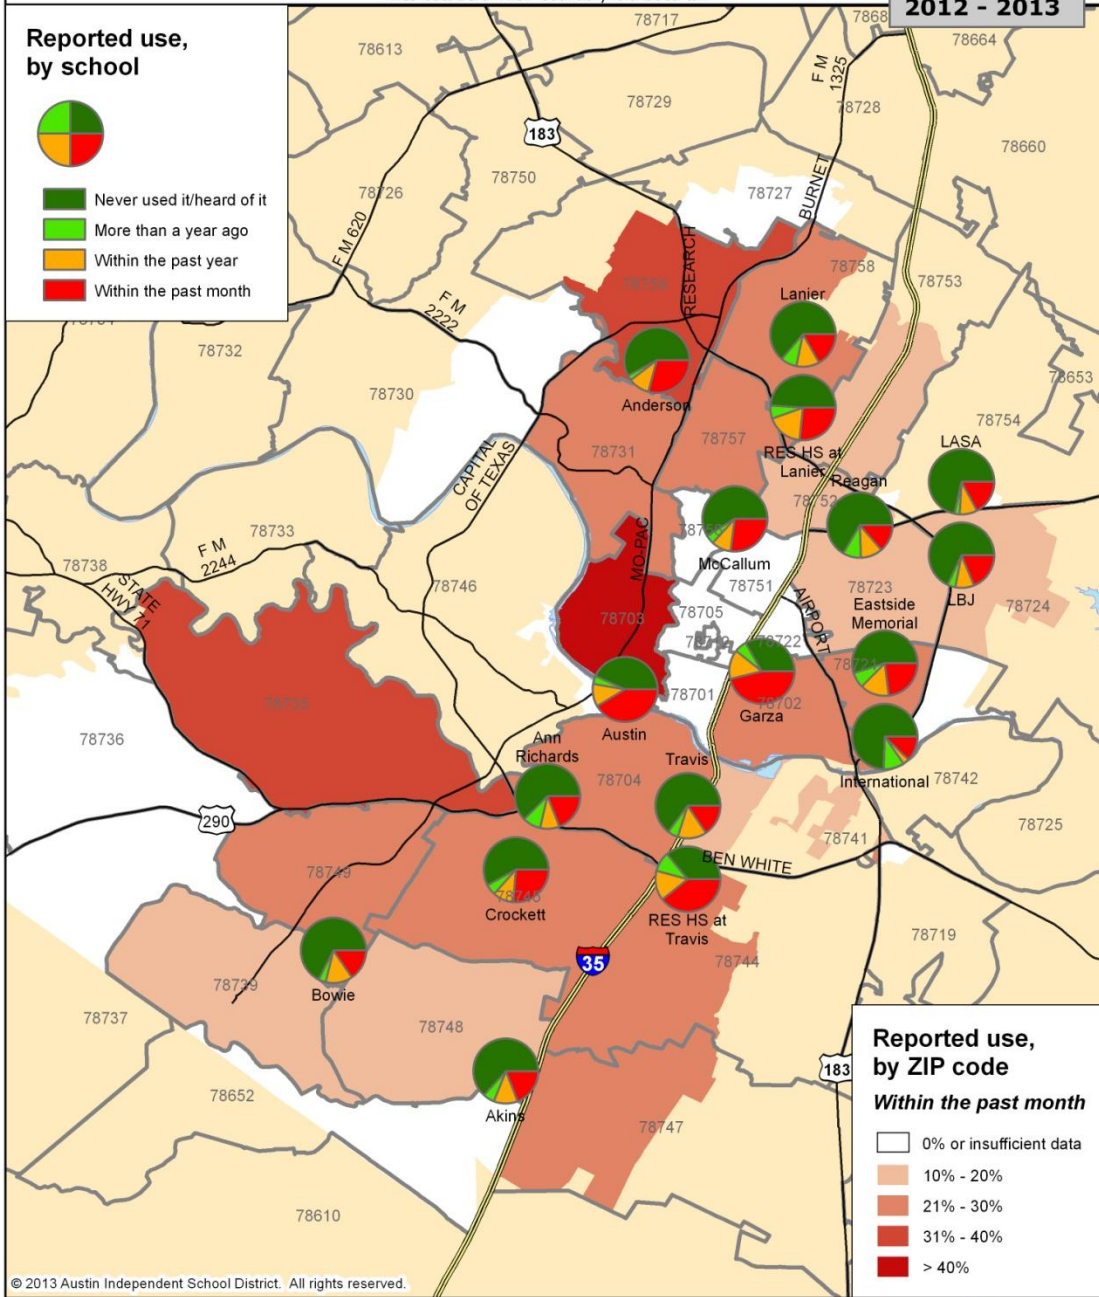 2012 - 2013
Reported use,
by school
Never used it/heard of it
More than a year ago
Within the past year
Within the past month
78613
78717
78664
78729
183
F M
1325
78728
78660
78750
78726
78727
BURNET
F M 620
RESEARCH
78758
78753
F M
2222
Lanier
78732
78730
78653
Anderson
78754
78731
78757
RES HS at
Lanier
LASA
Reagan
78752
CAPITAL
OF TEXAS
78733
F M
2244
78738
STATE
HWY 71
MO-PAC
McCallum
78746
78751
78723
LBJ
78724
AIRPORT
Eastside
Memorial
78703
78705
78722
78721
78701
78702
Garza
78736
Austin
Ann
Richards
Travis
78704
International
78742
78725
290
78741
BEN WHITE
78749
78745
Crockett
RES HS at
Travis
35
78744
78719
78739
Bowie
78748
78737
78652
Akins
78747
183
78610
Reported use,
by ZIP code
Within the past month
0% or insufficient data
10% - 20%
21% - 30%
31% - 40%
> 40%
© 2013 Austin Independent School District. All rights reserved.